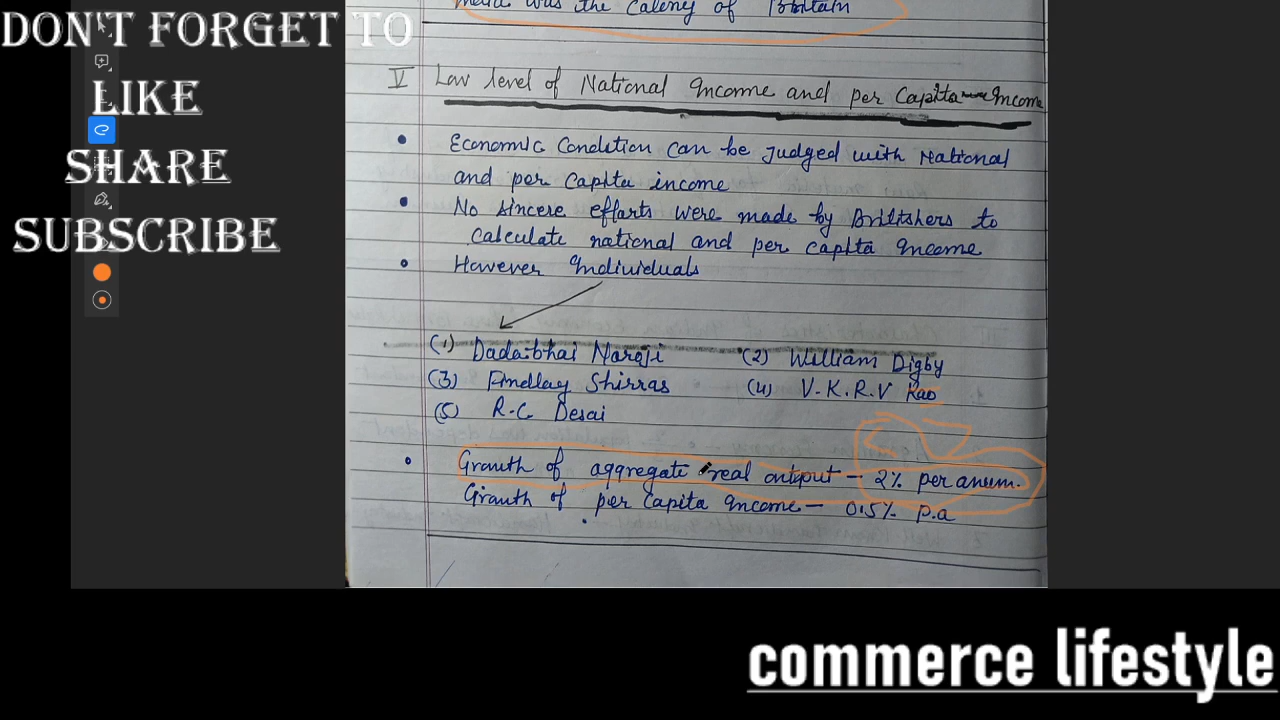 DON'T FORGET TO
LIKE
SHARE
SUBSCRIBE
was the Colony of
V Low level of National Income and per Capita Income
• Economic Condition can be judged with National
and per capita income
• No sincere efforts were made by Britishers to
calculate national and per capita Income
• However Individuals
(1) Dadabhai Naroji (2) William Digby
(3) Findlay Shirras (4) V.K.R.V Rao
(5) R.C. Desai
• Growth of aggregate real output - 2% per anum.
Growth of per Capita Income - 0.5% p.a
commerce lifestyle